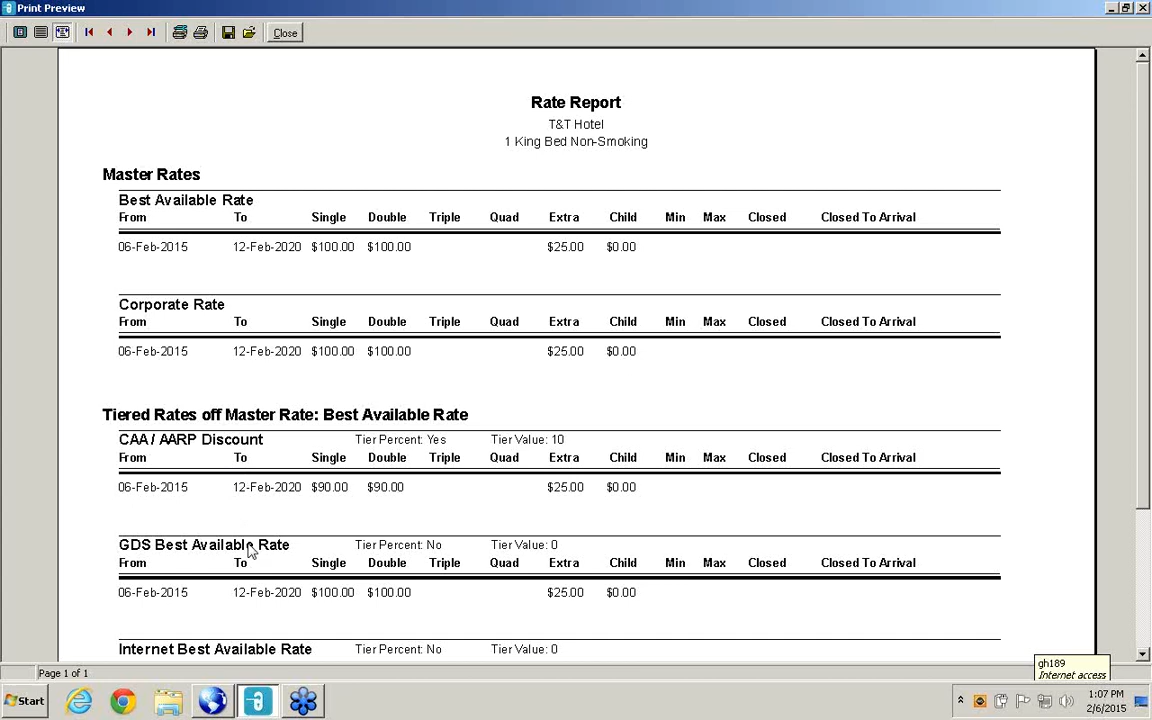 Print Preview
Close
Rate Report
T&T Hotel
1 King Bed Non-Smoking
Master Rates
Best Available Rate
From To Single Double Triple Quad Extra Child Min Max Closed Closed To Arrival
06-Feb-2015 12-Feb-2020 $100.00 $100.00 $25.00 $0.00
Corporate Rate
From To Single Double Triple Quad Extra Child Min Max Closed Closed To Arrival
06-Feb-2015 12-Feb-2020 $100.00 $100.00 $25.00 $0.00
Tiered Rates off Master Rate: Best Available Rate
CAA / AARP Discount Tier Percent: Yes Tier Value: 10
From To Single Double Triple Quad Extra Child Min Max Closed Closed To Arrival
06-Feb-2015 12-Feb-2020 $90.00 $90.00 $25.00 $0.00
GDS Best Available Rate Tier Percent: No Tier Value: 0
From To Single Double Triple Quad Extra Child Min Max Closed Closed To Arrival
06-Feb-2015 12-Feb-2020 $100.00 $100.00 $25.00 $0.00
Internet Best Available Rate Tier Percent: No Tier Value: 0
Page 1 of 1
gh189
Internet access
Start
1:07 PM
2/6/2015